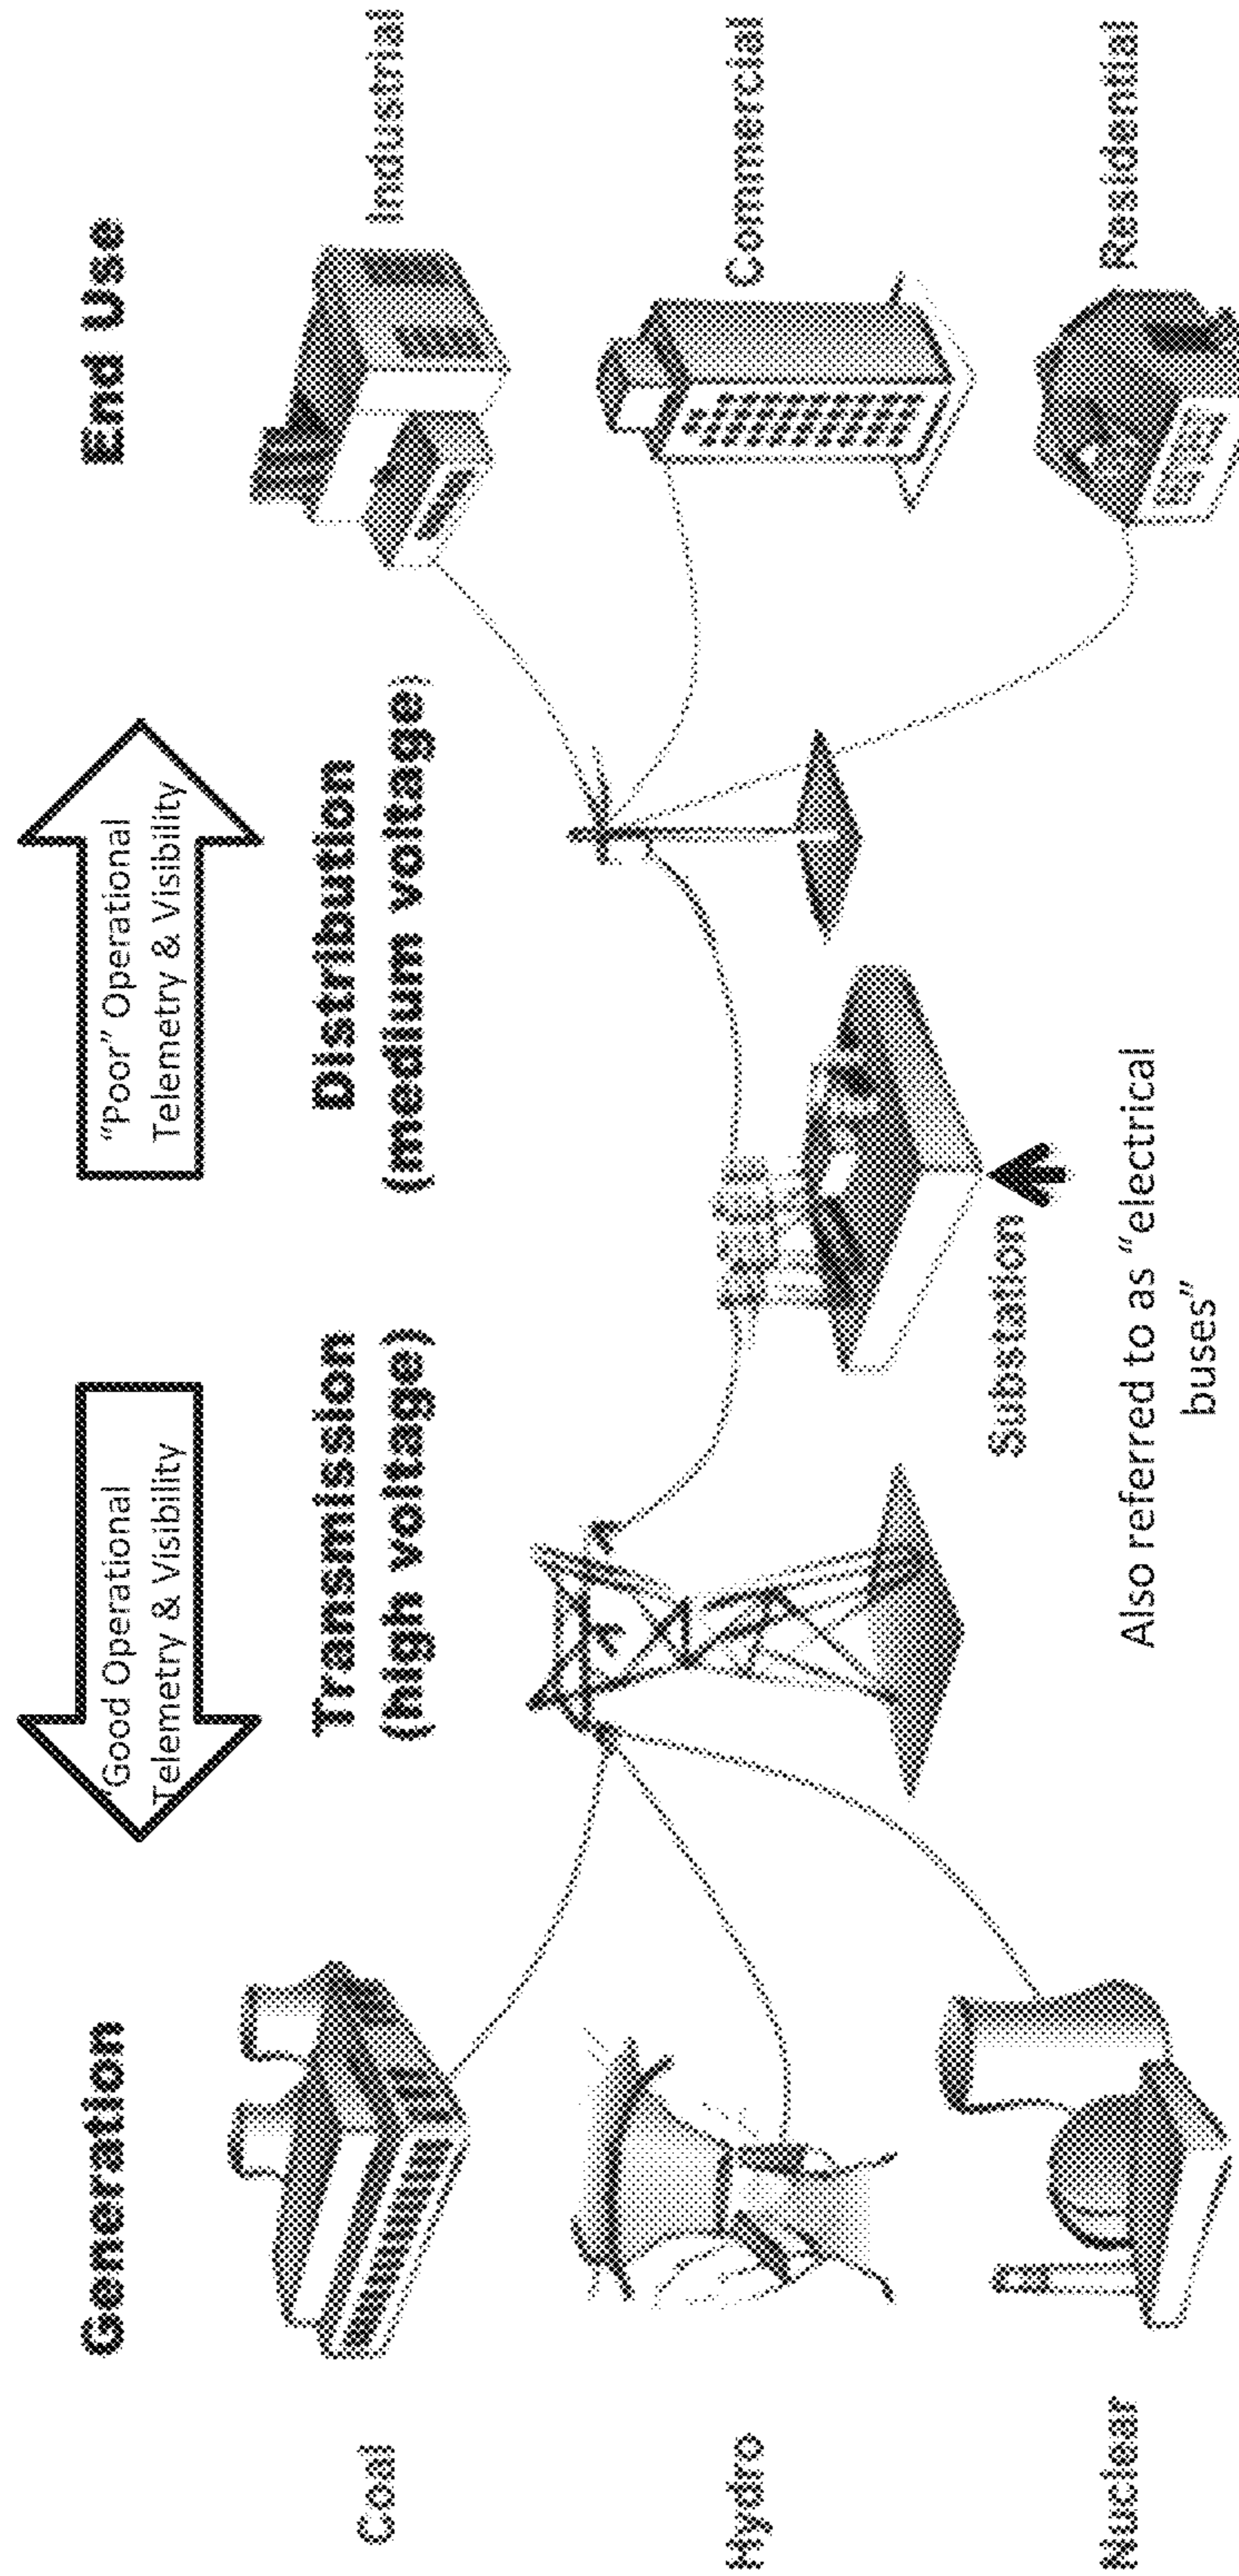 Generation
"Good Operational
Telemetry & Visibility
"Poor" Operational
Telemetry & Visibility
End Use
Transmission
(high voltage)
Distribution
(medium voltage)
Coal
Industrial
Hydro
Commercial
Substation
Nuclear
Residential
Also referred to as "electrical
buses"